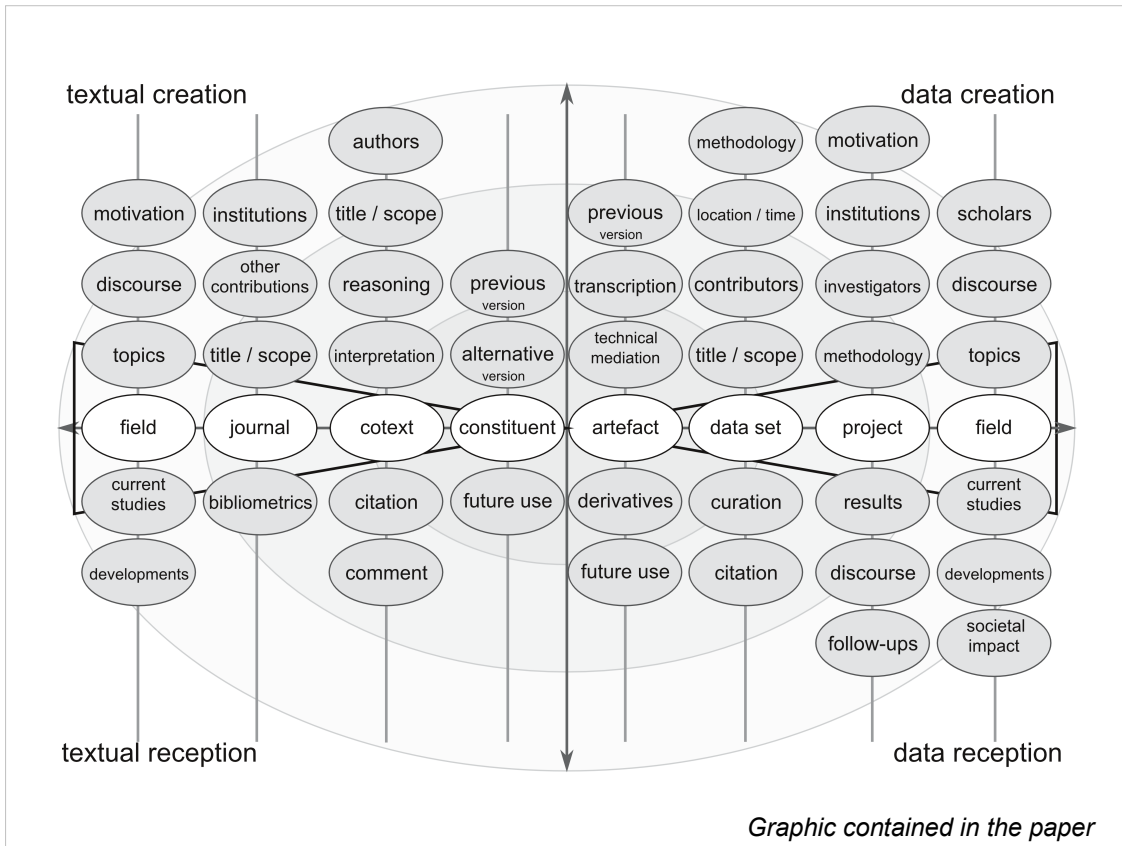 textual creation
data creation
authors
methodology
motivation
motivation
institutions
title / scope
previous
version
location / time
institutions
scholars
discourse
other
contributions
reasoning
previous
version
transcription
contributors
investigators
discourse
topics
title / scope
interpretation
alternative
version
technical
mediation
title / scope
methodology
topics
field
journal
cotext
constituent
artefact
data set
project
field
current
studies
bibliometrics
citation
future use
derivatives
curation
results
current
studies
developments
comment
future use
citation
discourse
developments
follow-ups
societal
impact
textual reception
data reception
Graphic contained in the paper